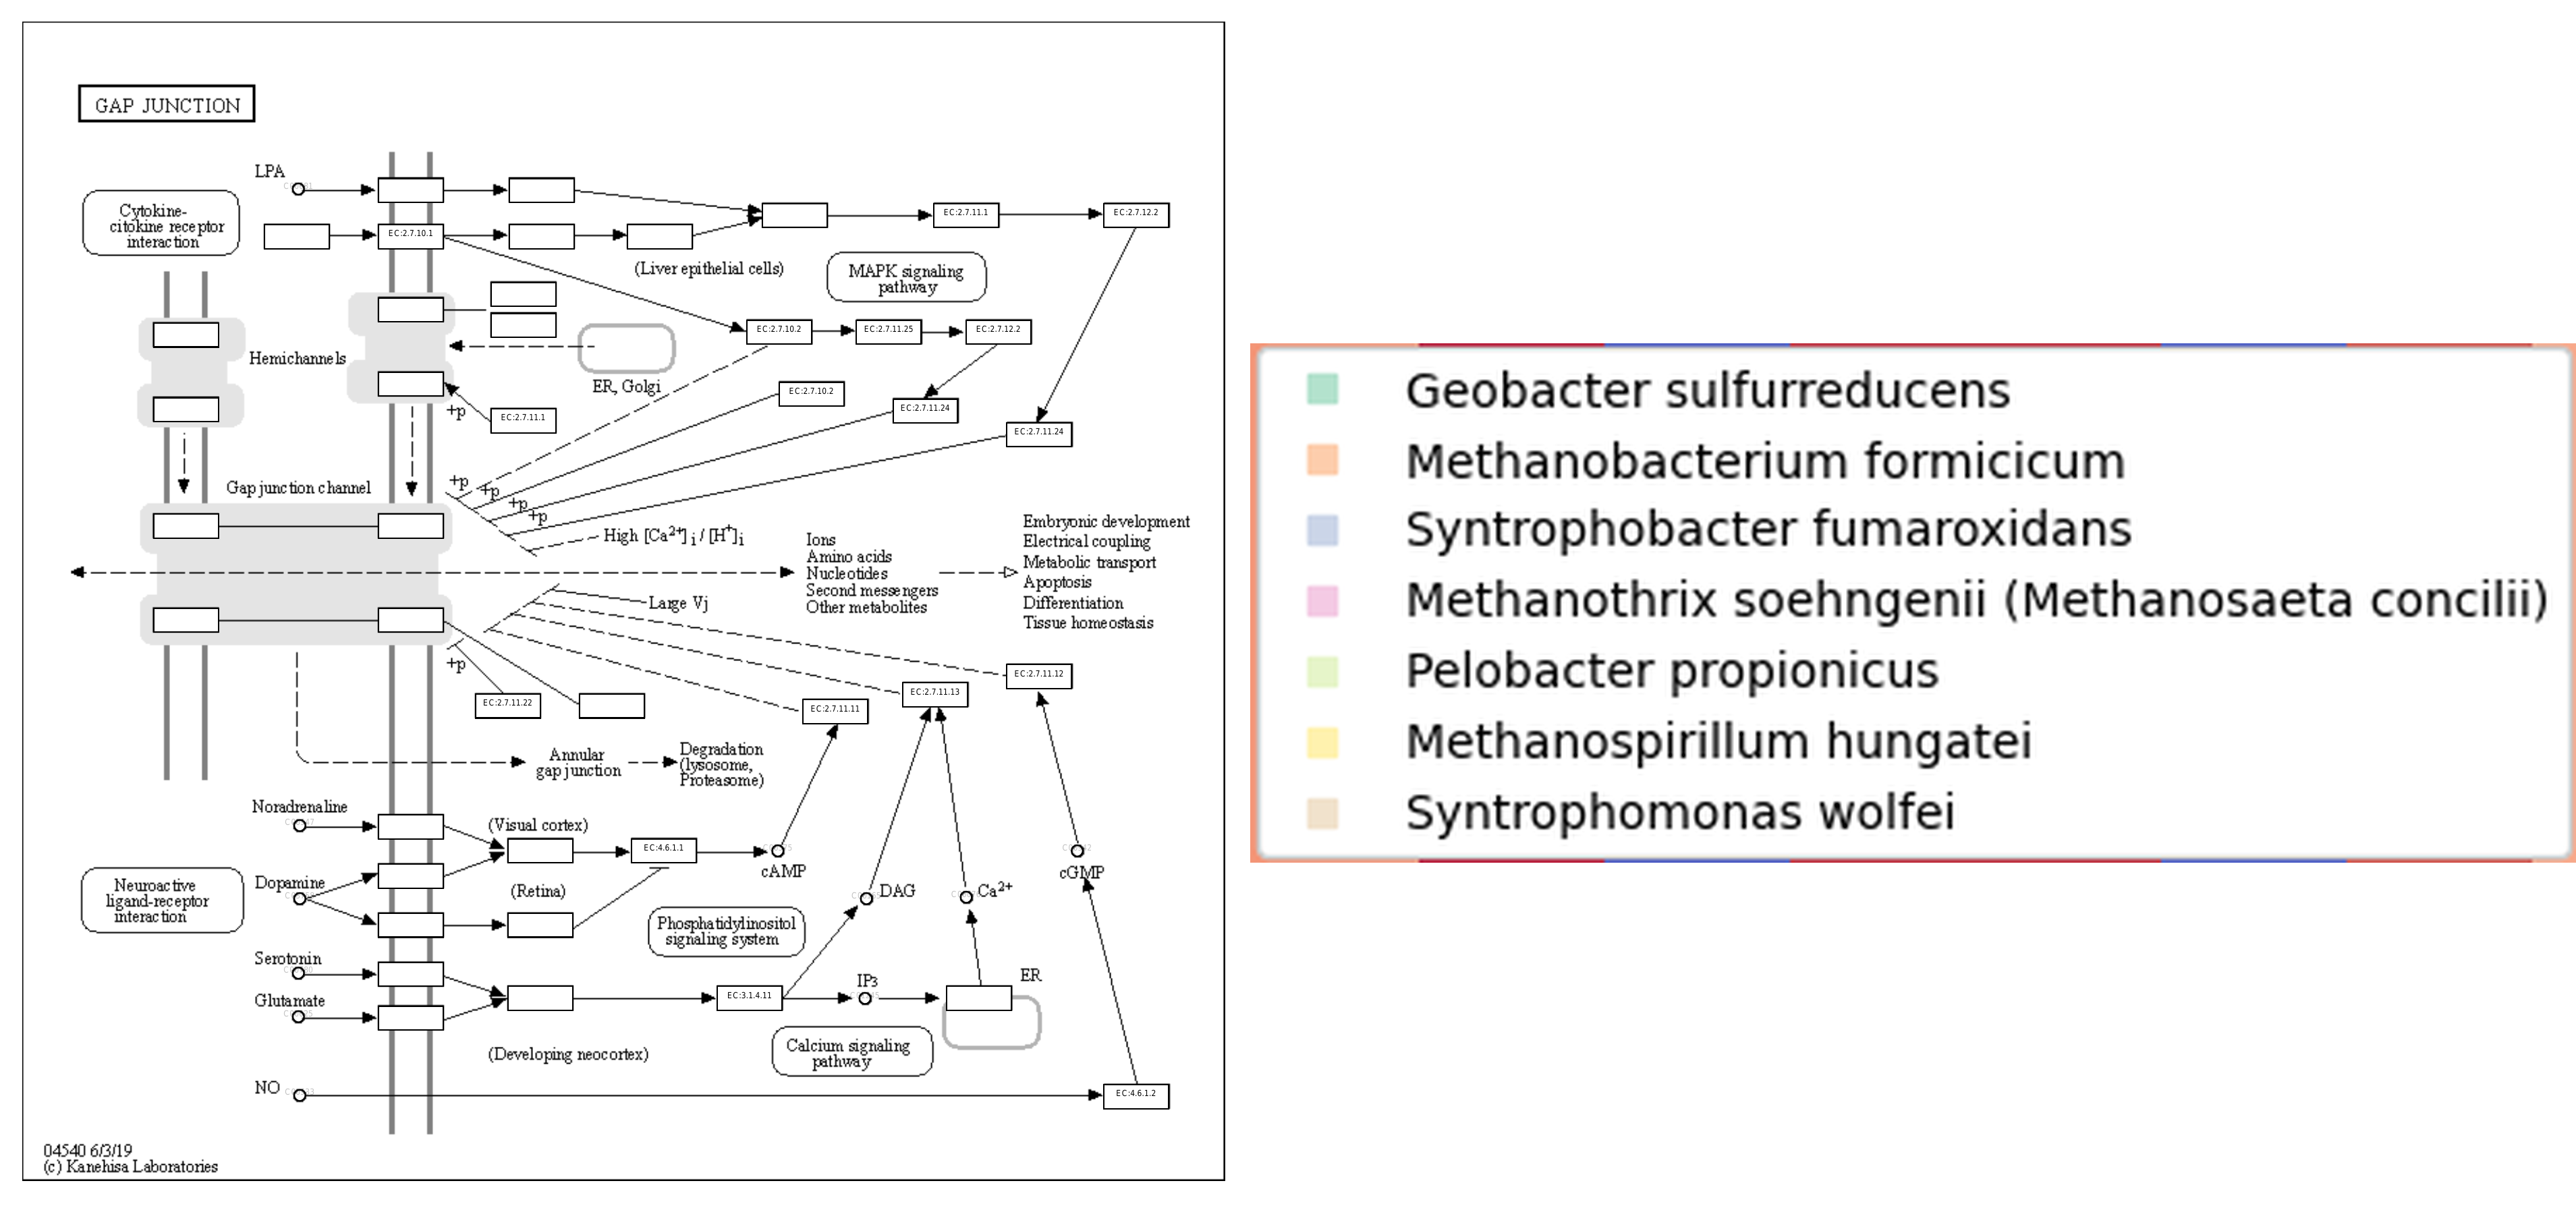 GAP JUNCTION
LPA
Cytokine-
citokine receptor
interaction
EC:2.7.10.1
EC:2.7.11.1
EC:2.7.12.2
(Liver epithelial cells)
MAPK signaling
pathway
EC:2.7.10.2
EC:2.7.11.25
EC:2.7.12.2
Hemichannels
ER, Golgi
EC:2.7.10.2
EC:2.7.11.24
+p
EC:2.7.11.1
EC:2.7.11.24
Gap junction channel
+p
+p
+p
+p
High [Ca2+] i / [H+]i
Ions
Amino acids
Nucleotides
Second messengers
Other metabolites
Embryonic development
Electrical coupling
Metabolic transport
Apoptosis
Differentiation
Tissue homeostasis
Large Vj
+p
EC:2.7.11.22
EC:2.7.11.11
EC:2.7.11.13
EC:2.7.11.12
Annular
gap junction
Degradation
(lysosome,
Proteasome)
Noradrenaline
(Visual cortex)
EC:4.6.1.1
cAMP
cGMP
Neuroactive
ligand-receptor
interaction
Dopamine
(Retina)
DAG
Ca2+
Phosphatidylinositol
signaling system
Serotonin
Glutamate
EC:3.1.4.11
IP3
ER
Calcium signaling
pathway
(Developing neocortex)
NO
EC:4.6.1.2
04540 6/3/19
(c) Kanehisa Laboratories
Geobacter sulfurreducens
Methanobacterium formicicum
Syntrophobacter fumaroxidans
Methanothrix soehngenii (Methanosaeta concilii)
Pelobacter propionicus
Methanospirillum hungatei
Syntrophomonas wolfei